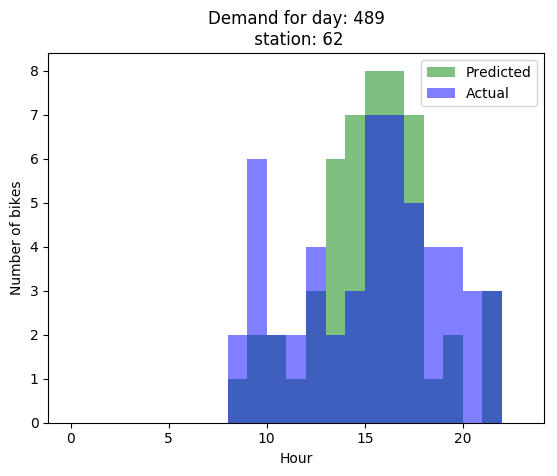 Demand for day: 489
station: 62
Predicted
Actual
8
7
6
5
4
3
2
1
0
Number of bikes
0 5 10 15 20
Hour